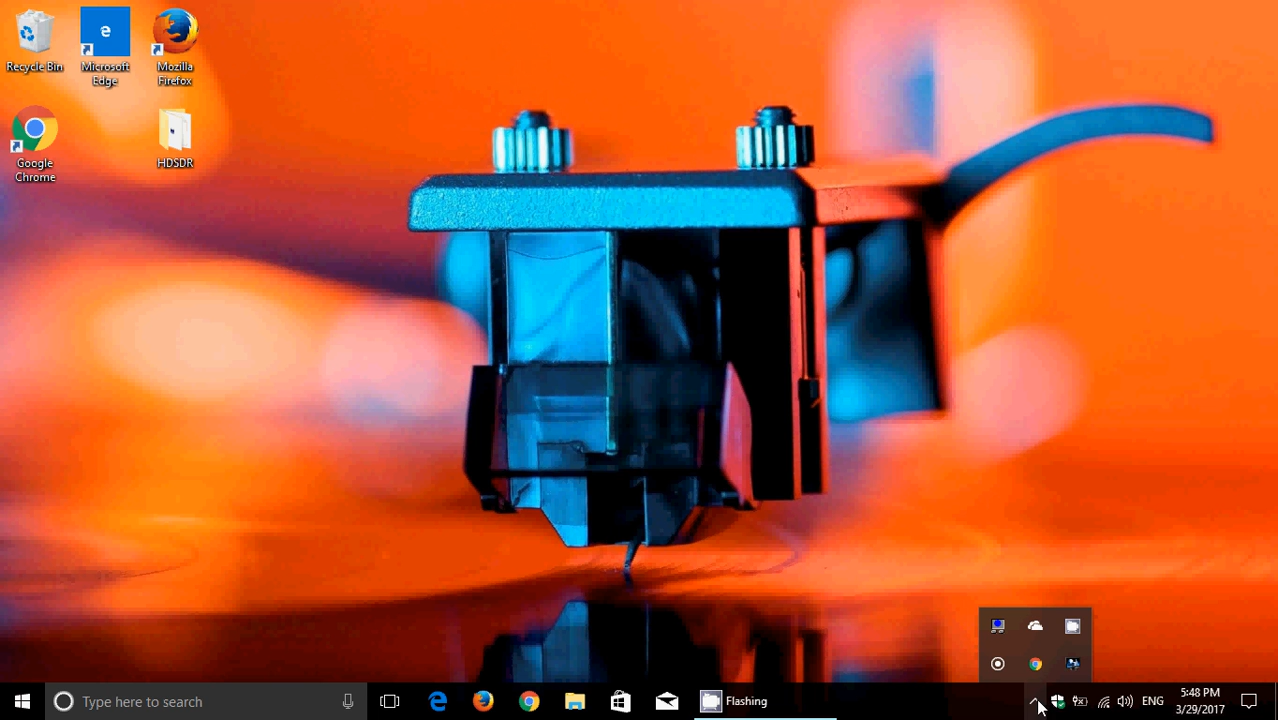 Recycle Bin
Microsoft
Edge
Mozilla
Firefox
Google
Chrome
HDSDR
Type here to search
Flashing
ENG
5:48 PM
3/29/2017